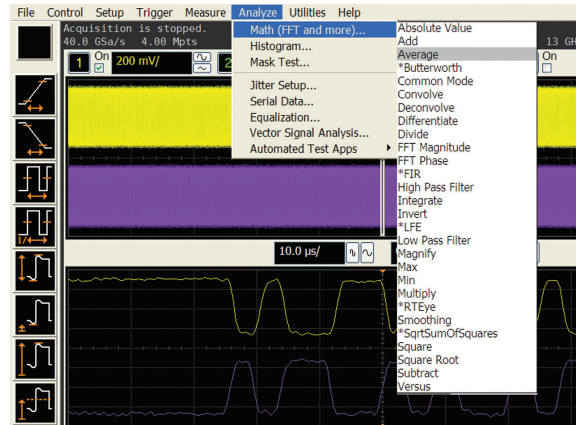 File Control Setup Trigger Measure Analyze Utilities Help
Acquisition is stopped.
40.0 GSa/s 4.00 Mpts
13 GH
1 On 200 mV/ 2
On
Math (FFT and more)...
Histogram...
Mask Test...
Jitter Setup...
Serial Data...
Equalization...
Vector Signal Analysis...
Automated Test Apps
Absolute Value
Add
Average
*Butterworth
Common Mode
Convolve
Deconvolve
Differentiate
Divide
FFT Magnitude
FFT Phase
*FIR
High Pass Filter
Integrate
Invert
*LFE
Low Pass Filter
Magnify
Max
Min
Multiply
*RTEye
Smoothing
*SqrtSumOfSquares
Square
Square Root
Subtract
Versus
1/
10.0 µs/